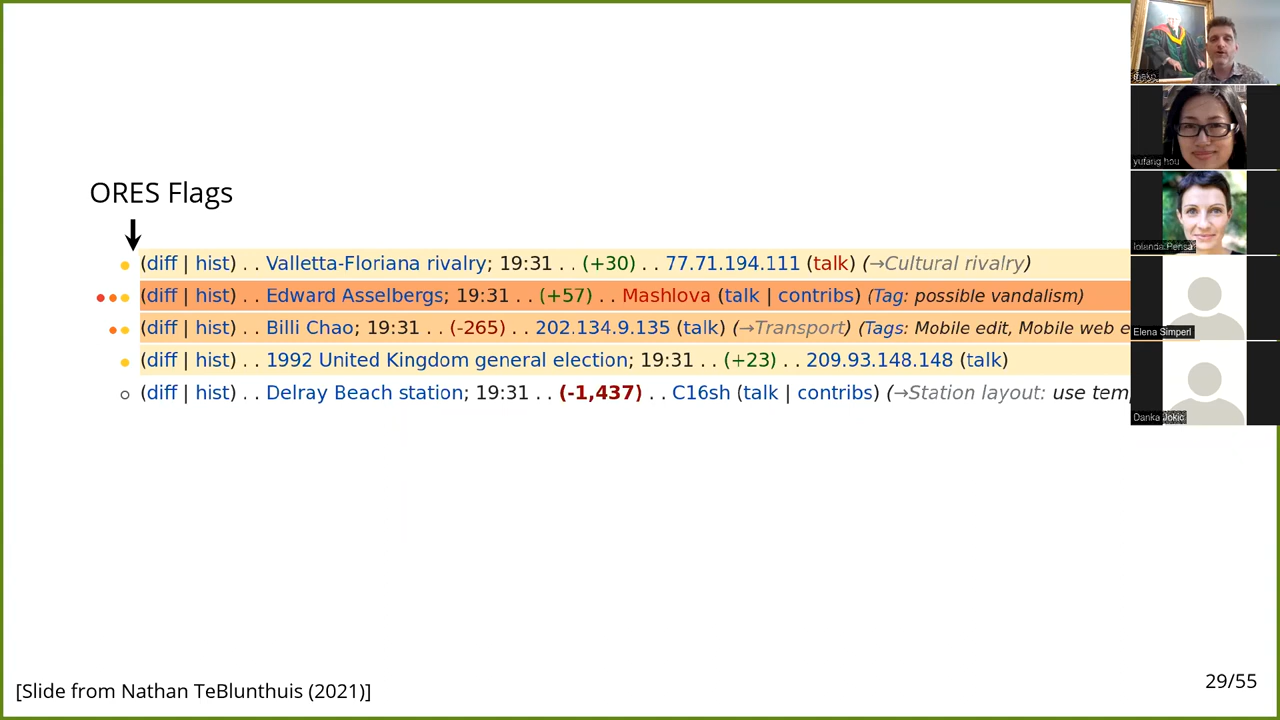 ORES Flags
(diff | hist) . . Valletta-Floriana rivalry; 19:31 . . (+30) . . 77.71.194.111 (talk) (→Cultural rivalry)
(diff | hist) . . Edward Asselbergs; 19:31 . . (+57) . . Mashlova (talk | contribs) (Tag: possible vandalism)
(diff | hist) . . Billi Chao; 19:31 . . (-265) . . 202.134.9.135 (talk) (→Transport) (Tags: Mobile edit, Mobile web e
(diff | hist) . . 1992 United Kingdom general election; 19:31 . . (+23) . . 209.93.148.148 (talk)
(diff | hist) . . Delray Beach station; 19:31 . . (-1,437) . . C16sh (talk | contribs) (→Station layout: use tem
[Slide from Nathan TeBlunthuis (2021)]
29/55
mako
yufang hou
Iolanda Pensa
Elena Simperl
Danka Jokic